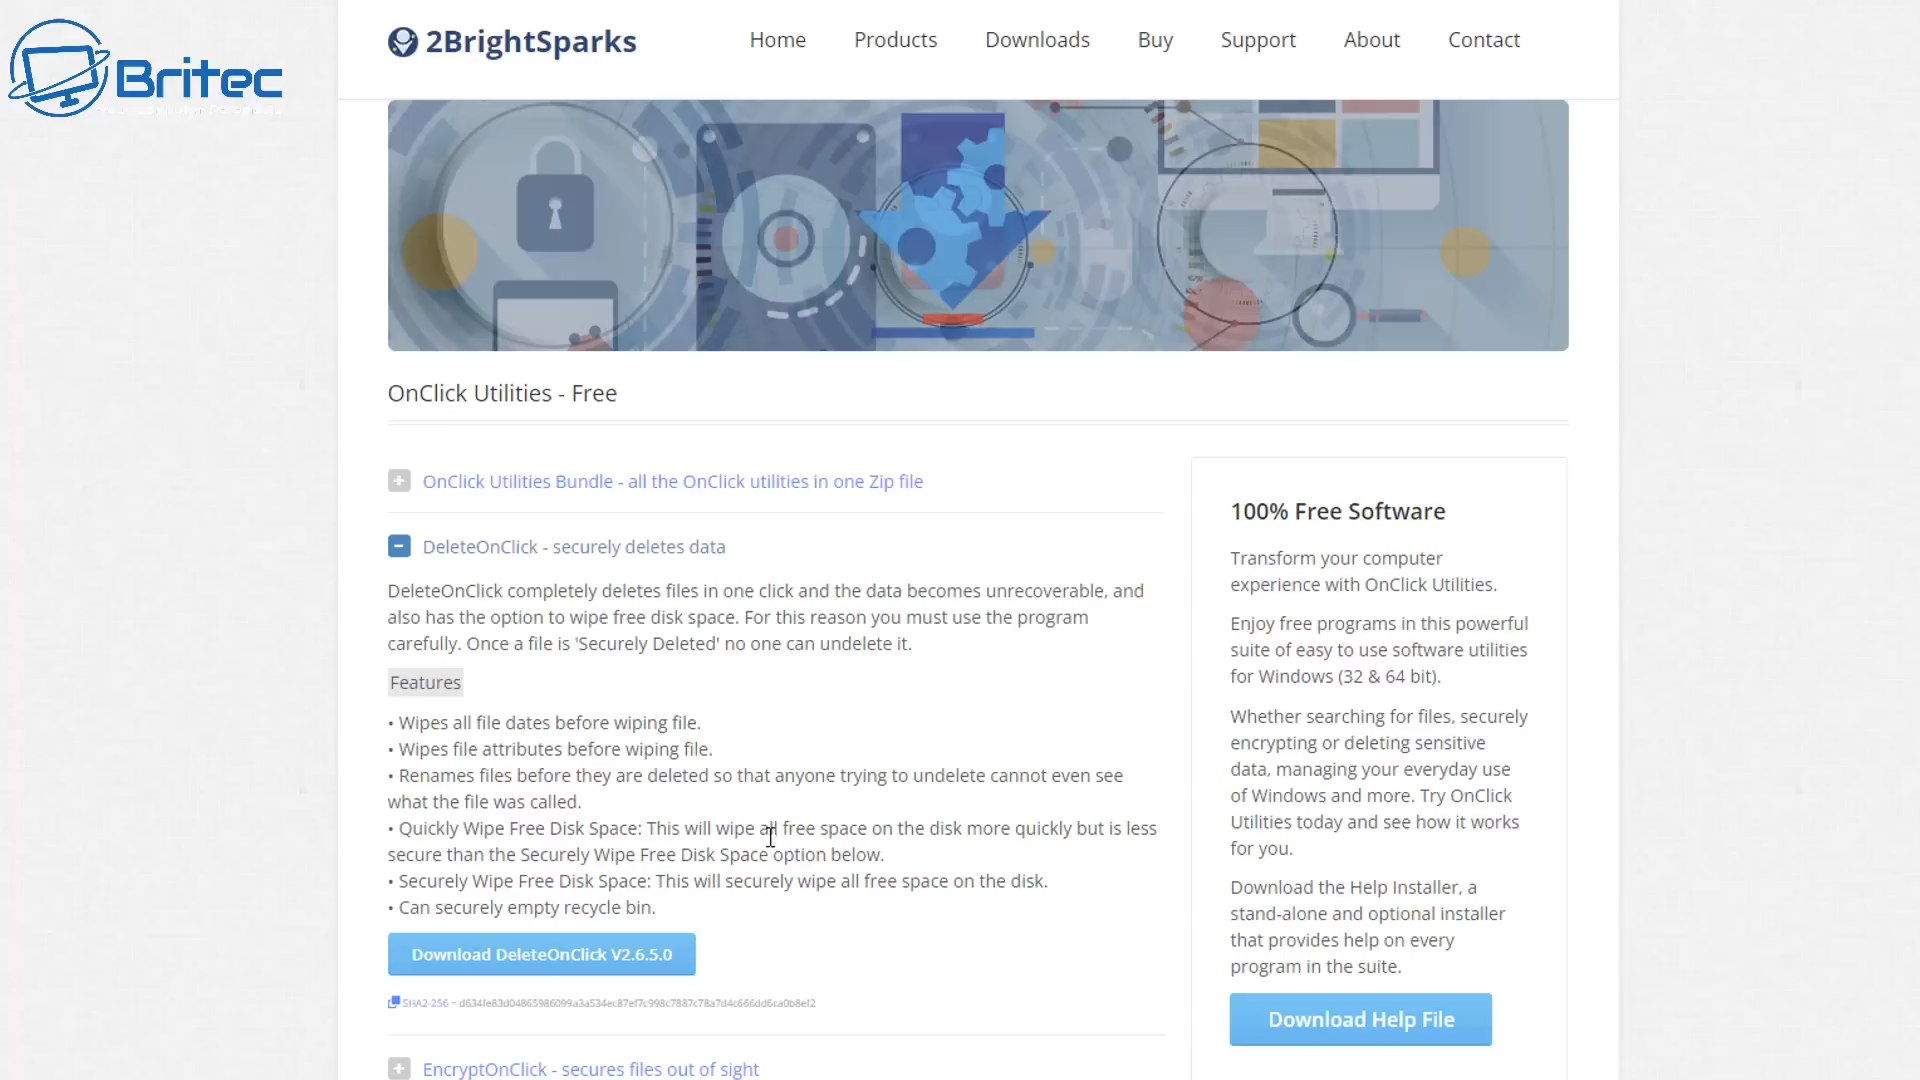 Britec
2BrightSparks
Home Products Downloads Buy Support About Contact
OnClick Utilities - Free
OnClick Utilities Bundle - all the OnClick utilities in one Zip file
DeleteOnClick - securely deletes data
DeleteOnClick completely deletes files in one click and the data becomes unrecoverable, and
also has the option to wipe free disk space. For this reason you must use the program
carefully. Once a file is 'Securely Deleted' no one can undelete it.
Features
• Wipes all file dates before wiping file.
• Wipes file attributes before wiping file.
• Renames files before they are deleted so that anyone trying to undelete cannot even see
what the file was called.
• Quickly Wipe Free Disk Space: This will wipe all free space on the disk more quickly but is less
secure than the Securely Wipe Free Disk Space option below.
• Securely Wipe Free Disk Space: This will securely wipe all free space on the disk.
• Can securely empty recycle bin.
Download DeleteOnClick V2.6.5.0
SHA2-256 ~
EncryptOnClick - secures files out of sight
100% Free Software
Transform your computer
experience with OnClick Utilities.
Enjoy free programs in this powerful
suite of easy to use software utilities
for Windows (32 & 64 bit).
Whether searching for files, securely
encrypting or deleting sensitive
data, managing your everyday use
of Windows and more. Try OnClick
Utilities today and see how it works
for you.
Download the Help Installer, a
stand-alone and optional installer
that provides help on every
program in the suite.
Download Help File